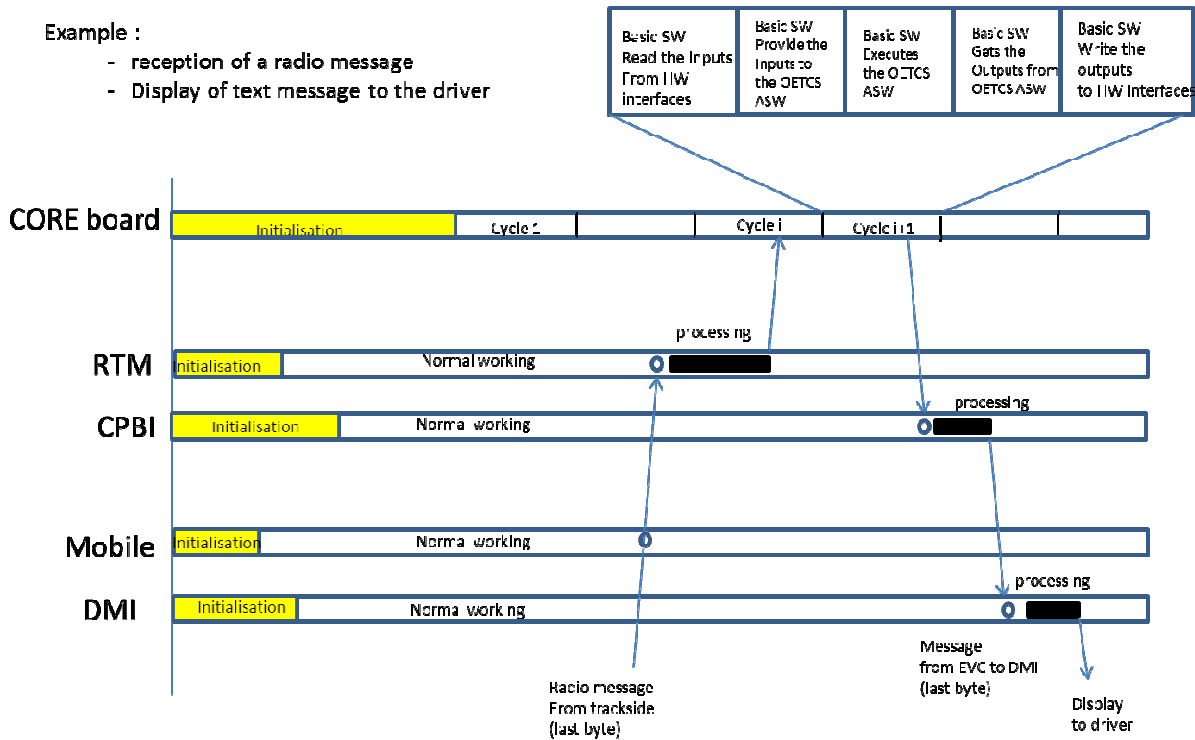 Example :
- reception of a radio message
- Display of text message to the driver
Basic SW
Read the Inputs
From HW
interfaces
Basic SW
Provide the
Inputs to
the OETCS
ASW
Basic SW
Executes
the OETCS
ASW
Basic SW
Gets the
Outputs from
OETCS ASW
Basic SW
Write the
outputs
to HW Interfaces
CORE board
Initialisation
Cycle 1
Cycle i
Cycle i+1
processing
RTM
Initialisation
Normal working
processing
CPBI
Initialisation
Normal working
Mobile
Initialisation
Normal working
processing
DMI
Initialisation
Normal working
Message
from EVC to DMI
(last byte)
Radio message
From trackside
(last byte)
Display
to driver